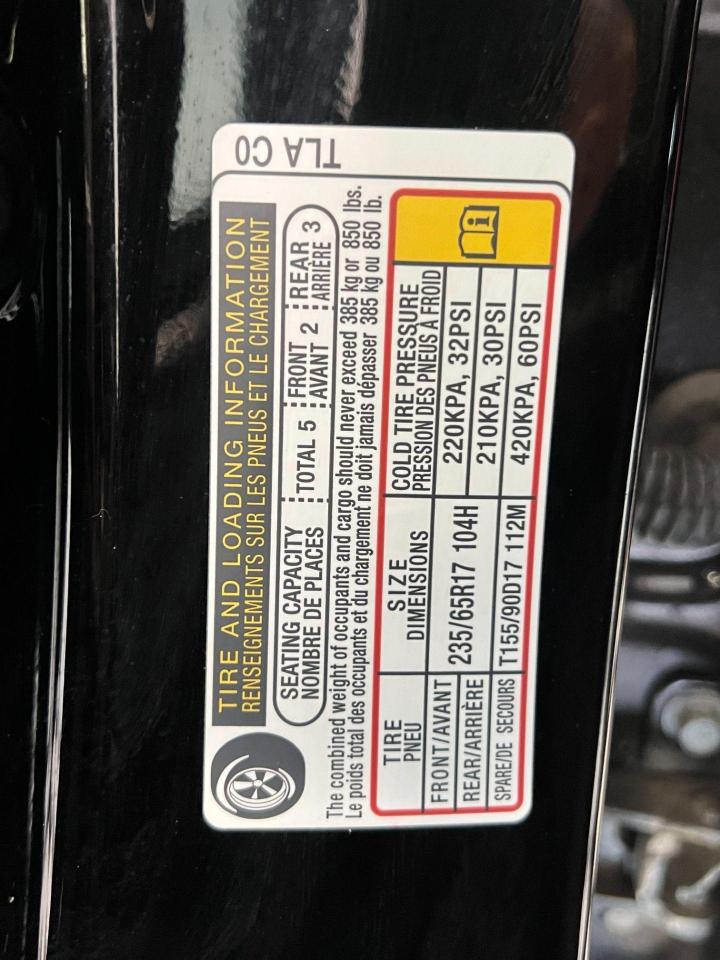 TLA C0
TIRE AND LOADING INFORMATION
RENSEIGNEMENTS SUR LES PNEUS ET LE CHARGEMENT
SEATING CAPACITY
NOMBRE DE PLACES
TOTAL 5
FRONT
AVANT 2
REAR 3
ARRIÈRE
The combined weight of occupants and cargo should never exceed 385 kg or 850 lbs.
Le poids total des occupants et du chargement ne doit jamais dépasser 385 kg ou 850 lb.
TIRE SIZE COLD TIRE PRESSURE
PNEU DIMENSIONS PRESSION DES PNEUS À FROID
FRONT/AVANT 235/65R17 104H 220KPA, 32PSI
REAR/ARRIÈRE 210KPA, 30PSI
SPARE/DE SECOURS T155/90D17 112M 420KPA, 60PSI